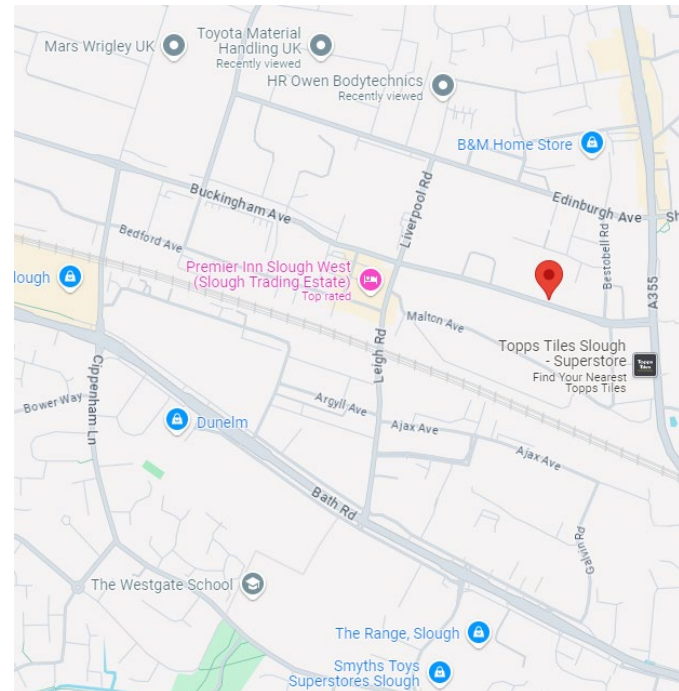 Mars Wrigley UK
Toyota Material
Handling UK
Recently viewed
HR Owen Bodytechnics
Recently viewed
B&M Home Store
Liverpool Rd
Edinburgh Ave
Sh
Buckingham Ave
Bestobell Rd
Bedford Ave
A355
lough
Premier Inn Slough West
(Slough Trading Estate)
Top rated
Malton Ave
Leigh Rd
Topps Tiles Slough
- Superstore
Find Your Nearest
Topps Tiles
Topps
Tiles
Cippenham Ln
Bower Way
Argyll Ave
Dunelm
Ajax Ave
Ajax Ave
Bath Rd
Galvin Rd
The Westgate School
The Range, Slough
Smyths Toys
Superstores Slough